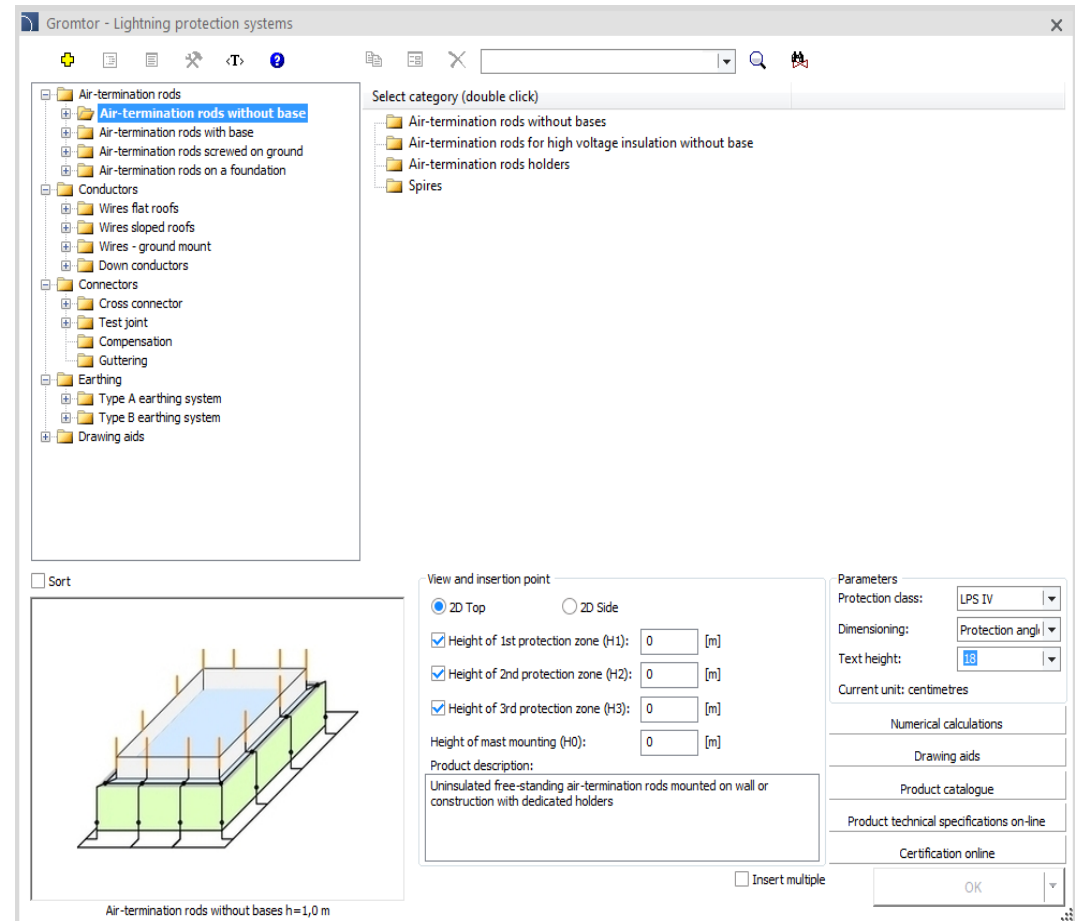 Gromtor - Lightning protection systems
<T>
?
Air-termination rods
Air-termination rods without base
Air-termination rods with base
Air-termination rods screwed on ground
Air-termination rods on a foundation
Conductors
Wires flat roofs
Wires sloped roofs
Wires - ground mount
Down conductors
Connectors
Cross connector
Test joint
Compensation
Guttering
Earthing
Type A earthing system
Type B earthing system
Drawing aids
Select category (double click)
Air-termination rods without bases
Air-termination rods for high voltage insulation without base
Air-termination rods holders
Spires
Sort
Air-termination rods without bases h=1,0 m
View and insertion point
2D Top 2D Side
Height of 1st protection zone (H1): 0 [m]
Height of 2nd protection zone (H2): 0 [m]
Height of 3rd protection zone (H3): 0 [m]
Height of mast mounting (H0): 0 [m]
Product description:
Uninsulated free-standing air-termination rods mounted on wall or
construction with dedicated holders
Insert multiple
Parameters
Protection class: LPS IV
Dimensioning: Protection angl
Text height: 18
Current unit: centimetres
Numerical calculations
Drawing aids
Product catalogue
Product technical specifications on-line
Certification online
OK